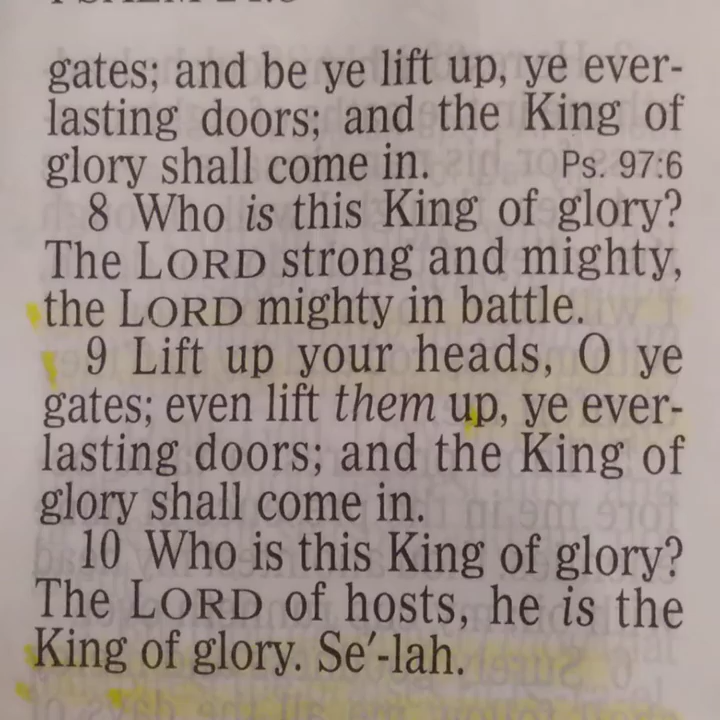 gates; and be ye lift up, ye ever-
lasting doors; and the King of
glory shall come in. Ps. 97:6
8 Who is this King of glory?
The LORD strong and mighty,
the LORD mighty in battle.
9 Lift up your heads, O ye
gates; even lift them up, ye ever-
lasting doors; and the King of
glory shall come in.
10 Who is this King of glory?
The LORD of hosts, he is the
King of glory. Se′-lah.